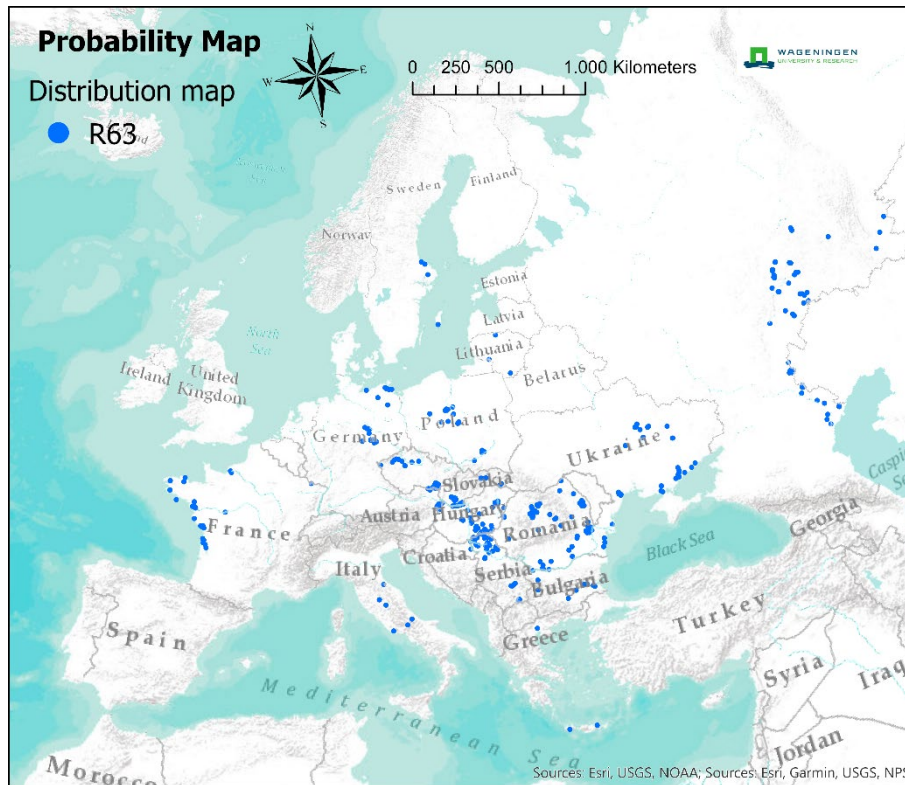 Probability Map
Distribution map
R63
N
W
E
S
0 250 500 1.000 Kilometers
WAGENINGEN
UNIVERSITY & RESEARCH
Sweden
Finland
Norway
Estonia
Latvia
Lithuania
North
Sea
Ireland
United
Kingdom
Belarus
Poland
Germany
Ukraine
Slovakia
Austria
Hungary
France
Romania
Croatia
Caspi
Georgia
Italy
Serbia
Black Sea
Bulgaria
Spain
Greece
Turkey
Syria
Iraq
Mediterranean Sea
Jordan
Morocco
Sources: Esri, USGS, NOAA; Sources: Esri, Garmin, USGS, NPS